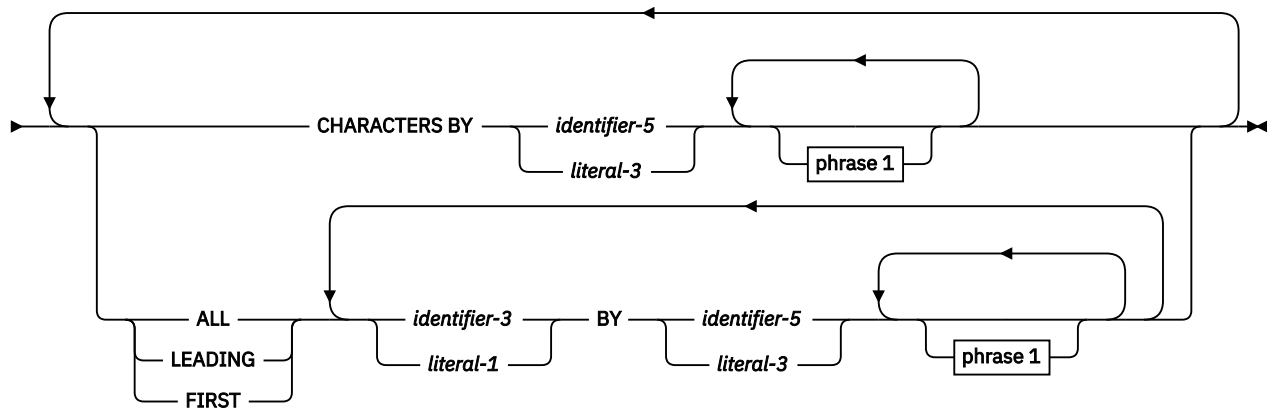 CHARACTERS BY identifier-5
literal-3 phrase 1
ALL identifier-3 BY identifier-5
LEADING literal-1 literal-3 phrase 1
FIRST